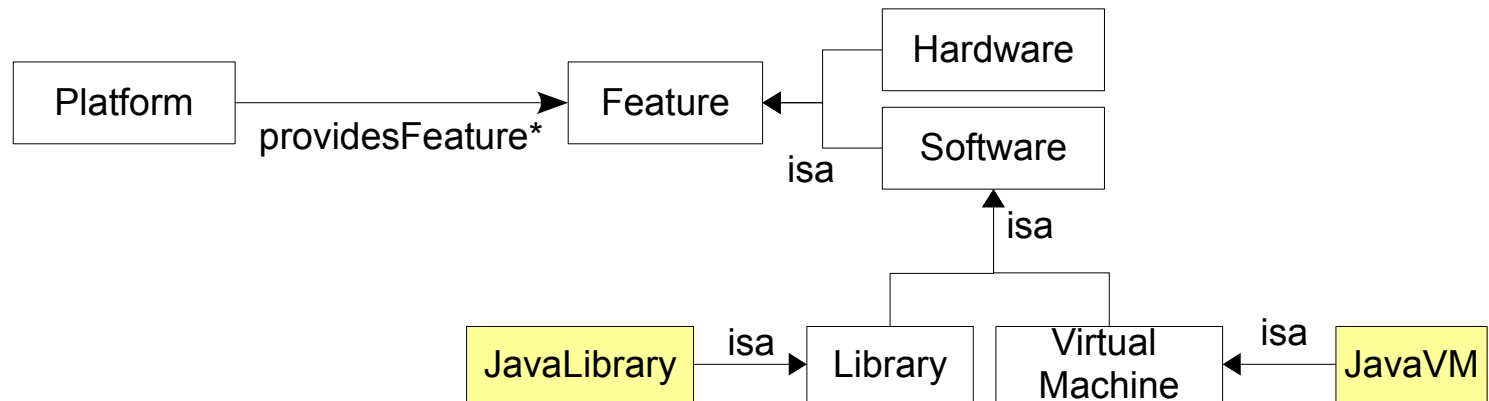 Hardware
Platform
Feature
providesFeature*
Software
isa
isa
JavaLibrary
isa
Library
Virtual
Machine
isa
JavaVM